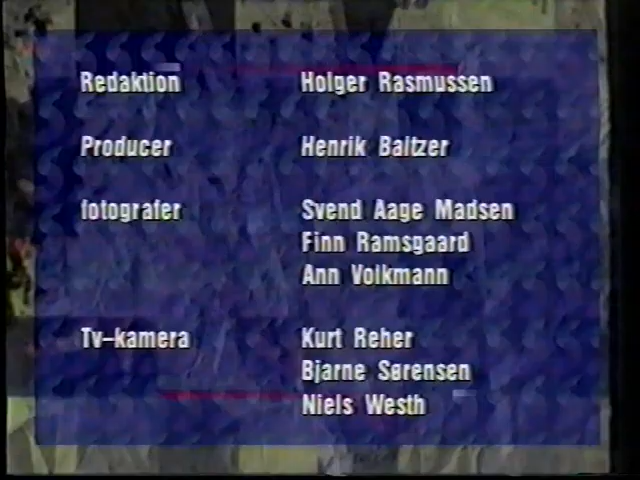 Redaktion Holger Rasmussen
Producer Henrik Baltzer
fotografer Svend Aage Madsen
Finn Ramsgaard
Ann Volkmann
Tv-kamera Kurt Reher
Bjarne Sørensen
Niels Westh